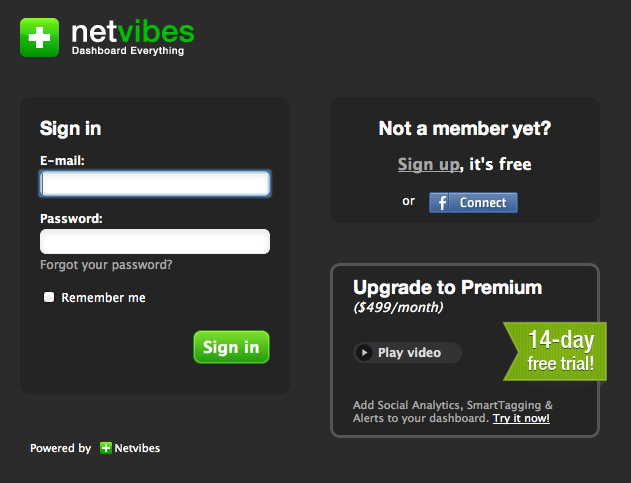 netvibes
Dashboard Everything
Sign in
E-mail:
Password:
Forgot your password?
Remember me
Sign in
Powered by Netvibes
Not a member yet?
Sign up, it's free
or f Connect
Upgrade to Premium
($499/month)
Play video
14-day
free trial!
Add Social Analytics, SmartTagging &
Alerts to your dashboard. Try it now!